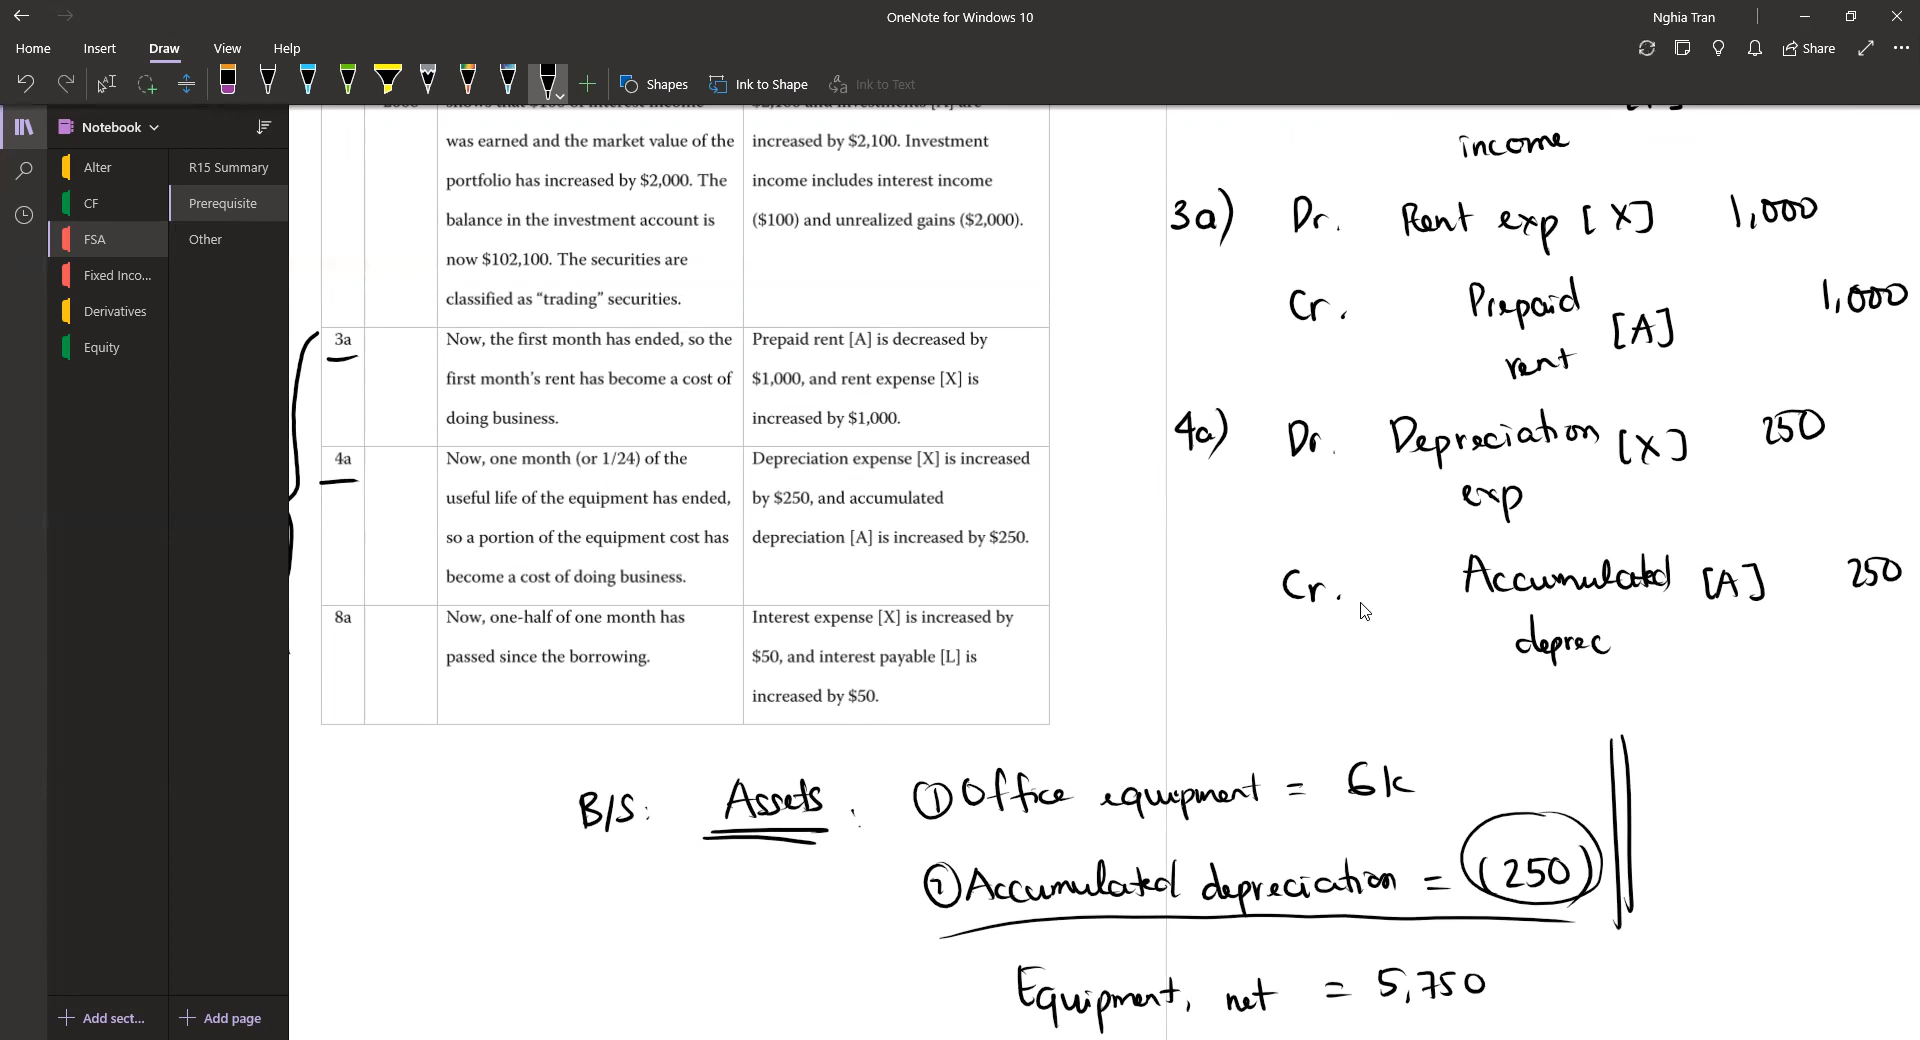 OneNote for Windows 10
Nghia Tran
Home Insert Draw View Help
Share
Shapes
Ink to Shape
Ink to Text
Notebook
Alter
CF
FSA
Fixed Inco...
Derivatives
Equity
R15 Summary
Prerequisite
Other
Add sect...
Add page
shows that $100 of interest income
was earned and the market value of the
portfolio has increased by $2,000. The
balance in the investment account is
now $102,100. The securities are
classified as “trading” securities.
$2,100 and investments [A] are
increased by $2,100. Investment
income includes interest income
($100) and unrealized gains ($2,000).
3a
Now, the first month has ended, so the
first month’s rent has become a cost of
doing business.
Prepaid rent [A] is decreased by
$1,000, and rent expense [X] is
increased by $1,000.
4a
Now, one month (or 1/24) of the
useful life of the equipment has ended,
so a portion of the equipment cost has
become a cost of doing business.
Depreciation expense [X] is increased
by $250, and accumulated
depreciation [A] is increased by $250.
8a
Now, one-half of one month has
passed since the borrowing.
Interest expense [X] is increased by
$50, and interest payable [L] is
increased by $50.
income
3a) Dr. Rent exp [X] 1,000
Cr. Prepaid [A] 1,000
rent
4a) Dr. Depreciation [X] 250
exp
Cr. Accumulated [A] 250
deprec
B/S: Assets: ① Office equipment = 6k
② Accumulated depreciation = (250)
Equipment, net = 5,750